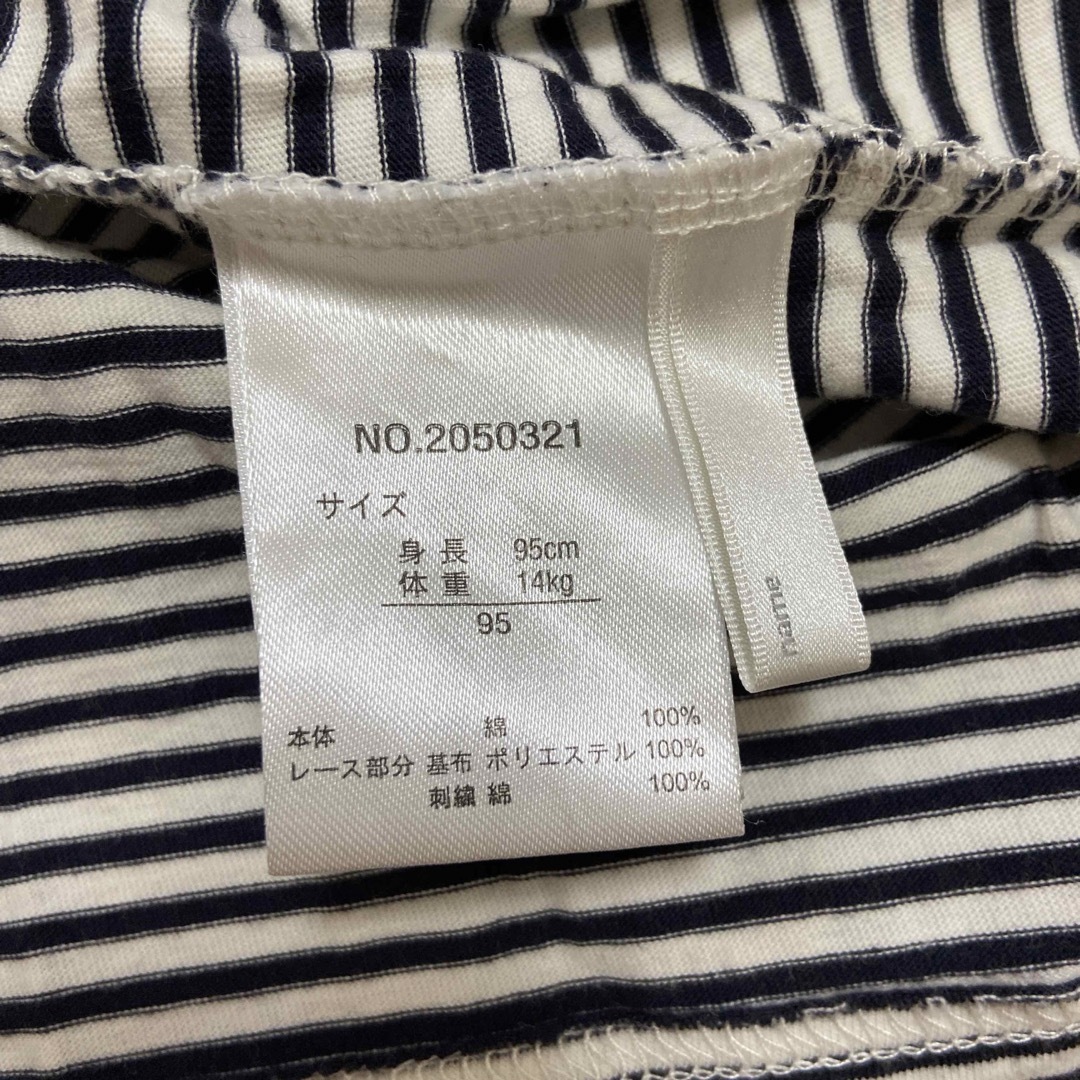 NO.2050321
サイズ
身長 95cm
体重 14kg
95
本体 綿 100%
レース部分 基布 ポリエステル 100%
刺繍 綿 100%
name